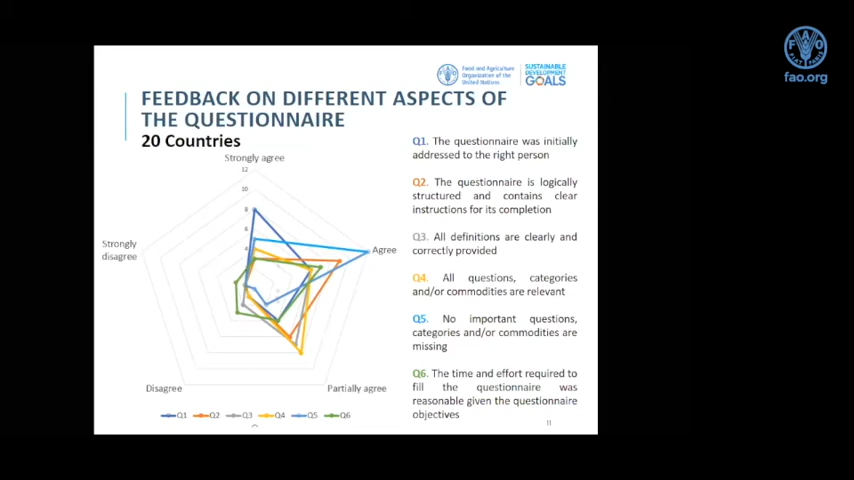 FAO
FIAT PANIS
fao.org
Food and Agriculture
Organization of the
United Nations
SUSTAINABLE
DEVELOPMENT
GOALS
FEEDBACK ON DIFFERENT ASPECTS OF
THE QUESTIONNAIRE
20 Countries
Strongly agree
12
10
8
6
4
Agree
Strongly
disagree
Disagree
Partially agree
Q1 Q2 Q3 Q4 Q5 Q6
Q1. The questionnaire was initially
addressed to the right person
Q2. The questionnaire is logically
structured and contains clear
instructions for its completion
Q3. All definitions are clearly and
correctly provided
Q4. All questions, categories
and/or commodities are relevant
Q5. No important questions,
categories and/or commodities are
missing
Q6. The time and effort required to
fill the questionnaire was
reasonable given the questionnaire
objectives
11